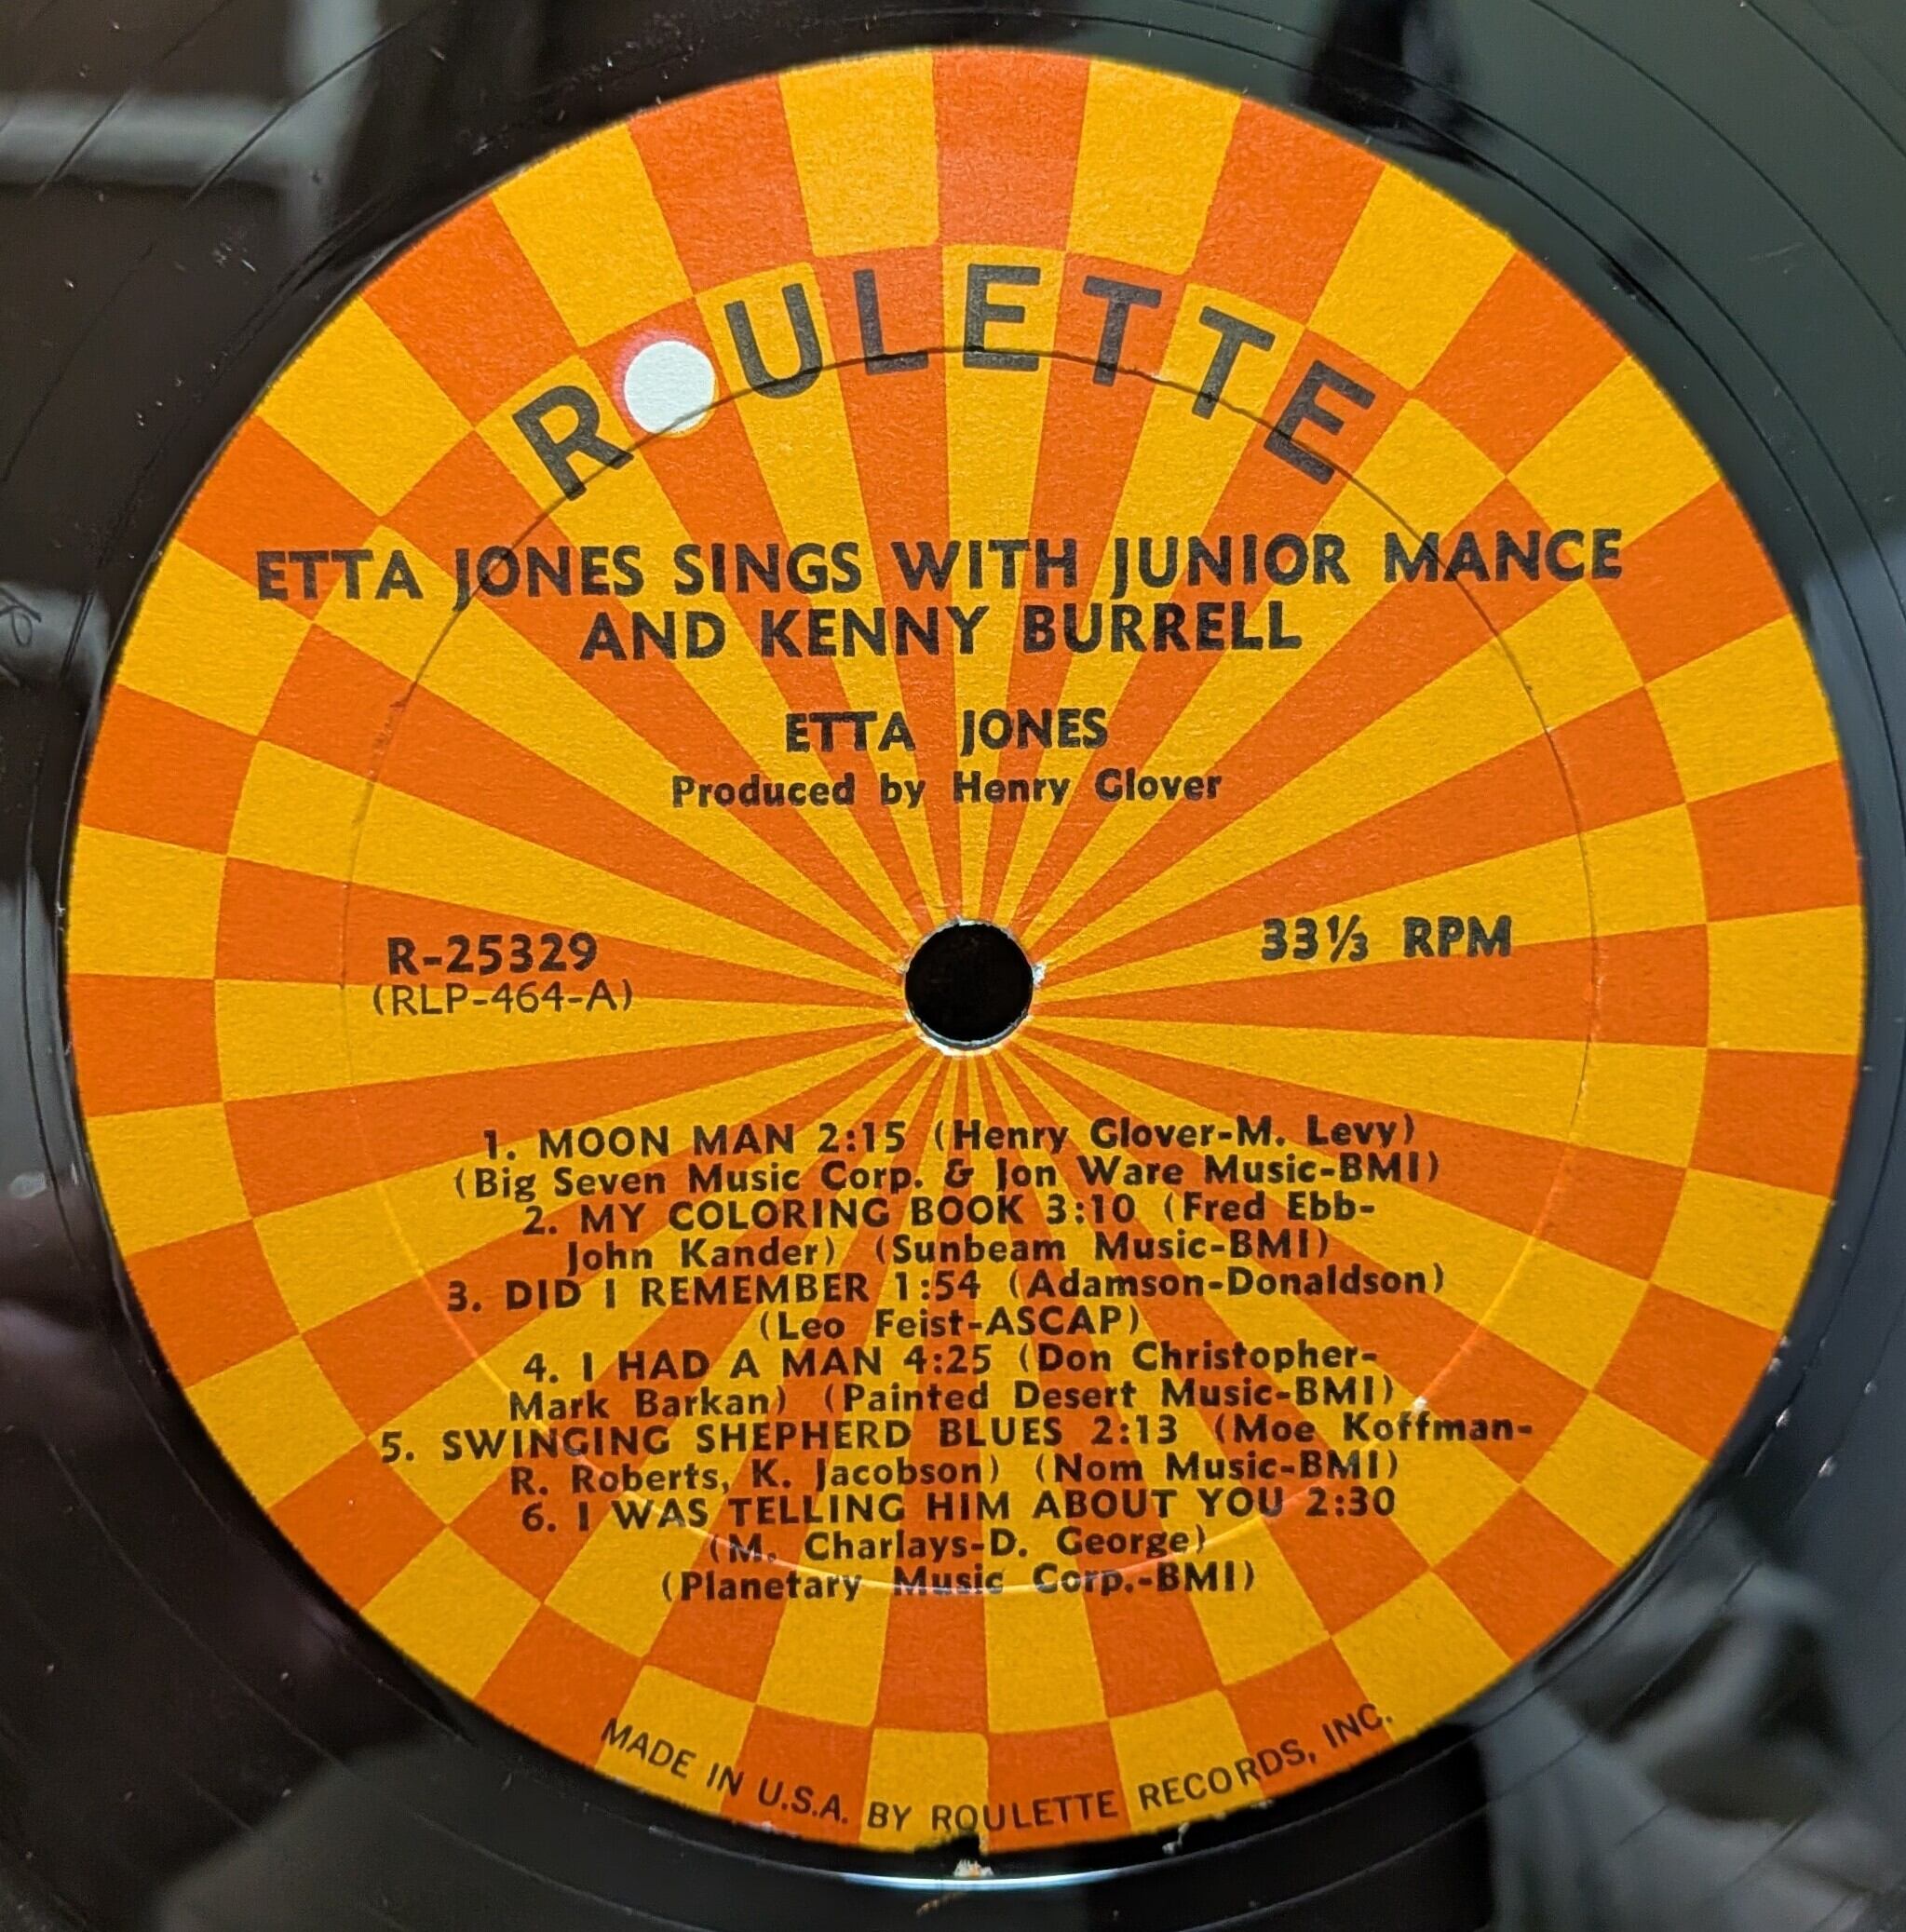 ROULETTE
ETTA JONES SINGS WITH JUNIOR MANCE
AND KENNY BURRELL
ETTA JONES
Produced by Henry Glover
R-25329
(RLP-464-A)
33⅓ RPM
1. MOON MAN 2:15 (Henry Glover-M. Levy)
(Big Seven Music Corp. & Jon Ware Music-BMI)
2. MY COLORING BOOK 3:10 (Fred Ebb-
John Kander) (Sunbeam Music-BMI)
3. DID I REMEMBER 1:54 (Adamson-Donaldson)
(Leo Feist-ASCAP)
4. I HAD A MAN 4:25 (Don Christopher-
Mark Barkan) (Painted Desert Music-BMI)
5. SWINGING SHEPHERD BLUES 2:13 (Moe Koffman-
R. Roberts, K. Jacobson) (Nom Music-BMI)
6. I WAS TELLING HIM ABOUT YOU 2:30
(M. Charlays-D. George)
(Planetary Music Corp.-BMI)
MADE IN U.S.A. BY ROULETTE RECORDS, INC.